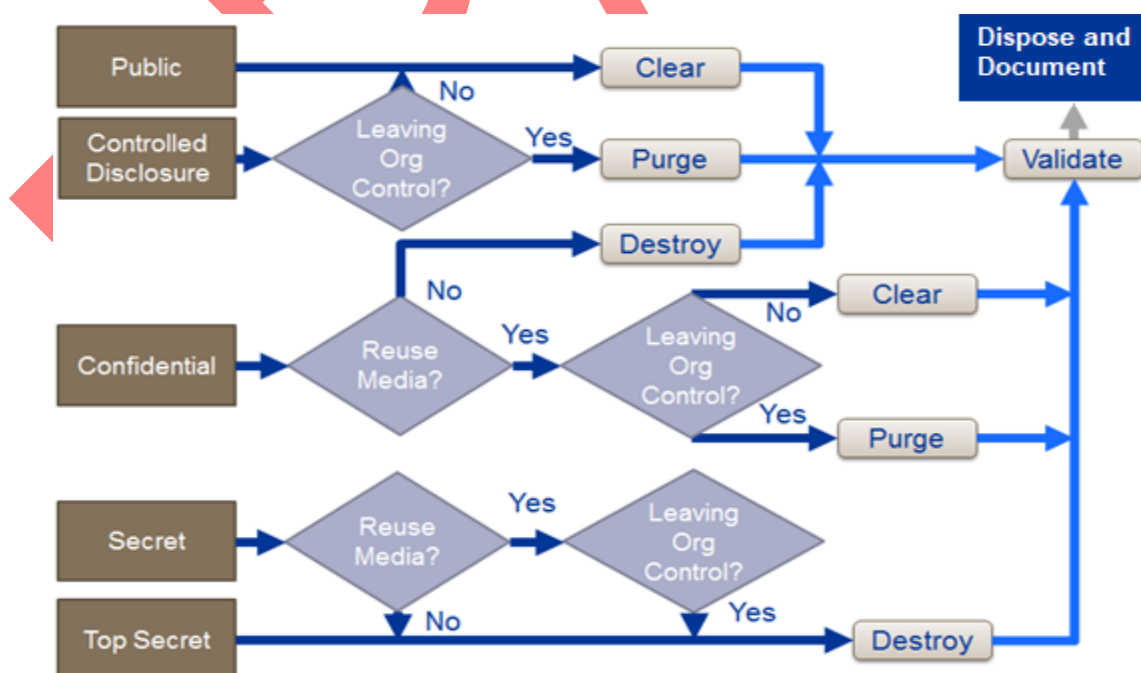 Public
Clear
Dispose and
Document
No
Controlled
Disclosure
Leaving
Org
Control?
Yes
Purge
Validate
Destroy
No
Confidential
Reuse
Media?
Yes
Leaving
Org
Control?
No
Clear
Yes
Purge
Secret
Reuse
Media?
Yes
Leaving
Org
Control?
No
Yes
Top Secret
Destroy